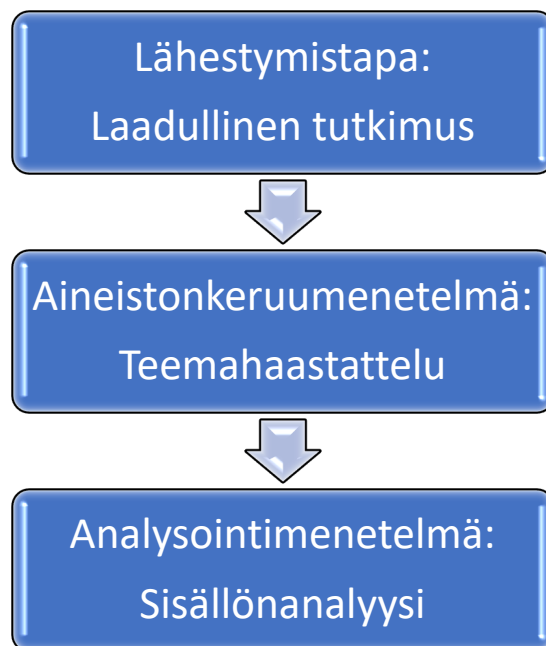 Lähestymistapa:
Laadullinen tutkimus
Aineistonkeruumenetelmä:
Teemahaastattelu
Analysointimenetelmä:
Sisällönanalyysi